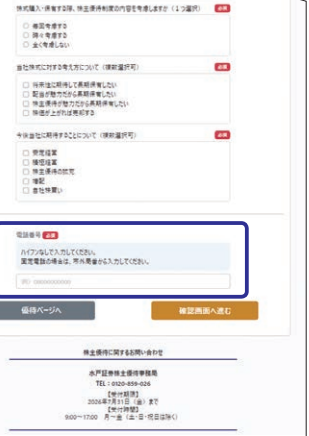 株式購入・保有する際、株主優待制度の内容を考慮しますか（1つ選択） 必須
毎回考慮する
時々考慮する
全く考慮しない
当社株式に対する考え方について（複数選択可） 必須
将来性に期待して長期保有したい
配当が魅力だから長期保有したい
株主優待が魅力だから長期保有したい
株価が上がれば売却する
今後当社に期待することについて（複数選択可） 必須
安定経営
積極経営
株主優待の拡充
増配
自社株買い
電話番号 必須
ハイフンなしで入力してください。
固定電話の場合は、市外局番から入力してください。
例）00000000000
優待ページへ
確認画面へ進む
株主優待に関するお問い合わせ
水戸証券株主優待事務局
TEL：0120-859-026
【受付期間】
2026年7月31日（金）まで
【受付時間】
9:00～17:00 月～金（土・日・祝日は除く）